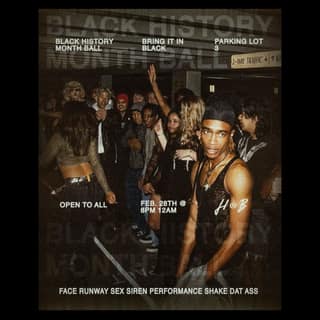 BLACK HISTORY
MONTH BALL
BLACK HISTORY
MONTH BALL
BRING IT IN
BLACK
PARKING LOT
3
OPEN TO ALL
FEB. 28TH @
8PM 12AM
H@B
BLACK HISTORY
MONTH BALL
FACE RUNWAY SEX SIREN PERFORMANCE SHAKE DAT ASS